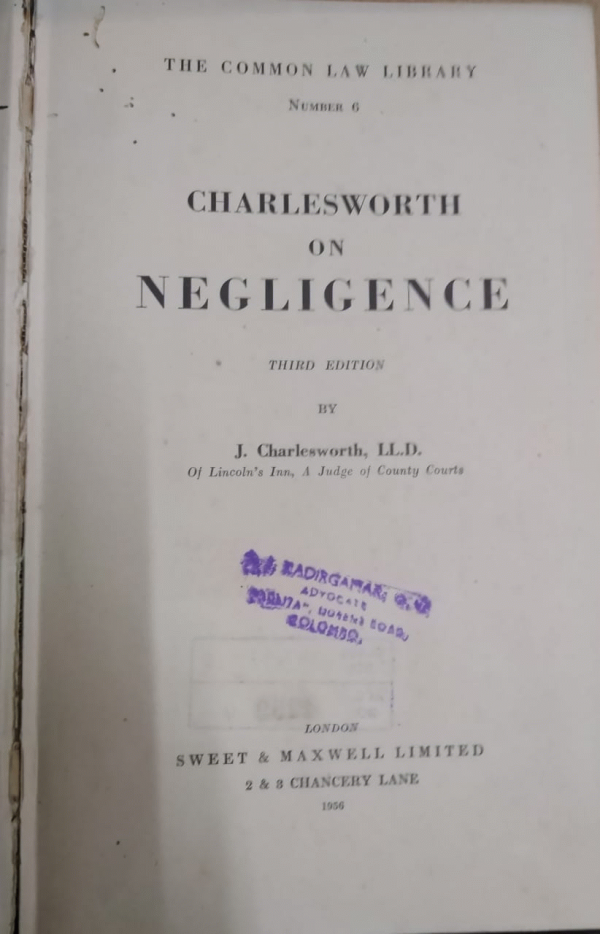 THE COMMON LAW LIBRARY
NUMBER 6
CHARLESWORTH
ON
NEGLIGENCE
THIRD EDITION
BY
J. Charlesworth, LL.D.
Of Lincoln's Inn, A Judge of County Courts
KADIRGAMAR,
ADVOCATE
COLOMBO.
LONDON
SWEET & MAXWELL LIMITED
2 & 3 CHANCERY LANE
1956